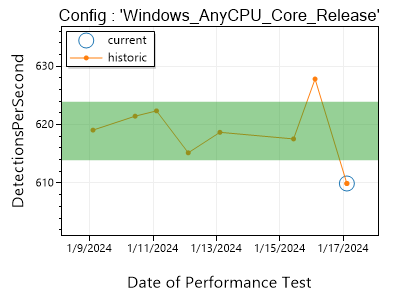 Config : 'Windows_AnyCPU_Core_Release'
current
historic
DetectionsPerSecond
630
620
610
1/9/2024 1/11/2024 1/13/2024 1/15/2024 1/17/2024
Date of Performance Test